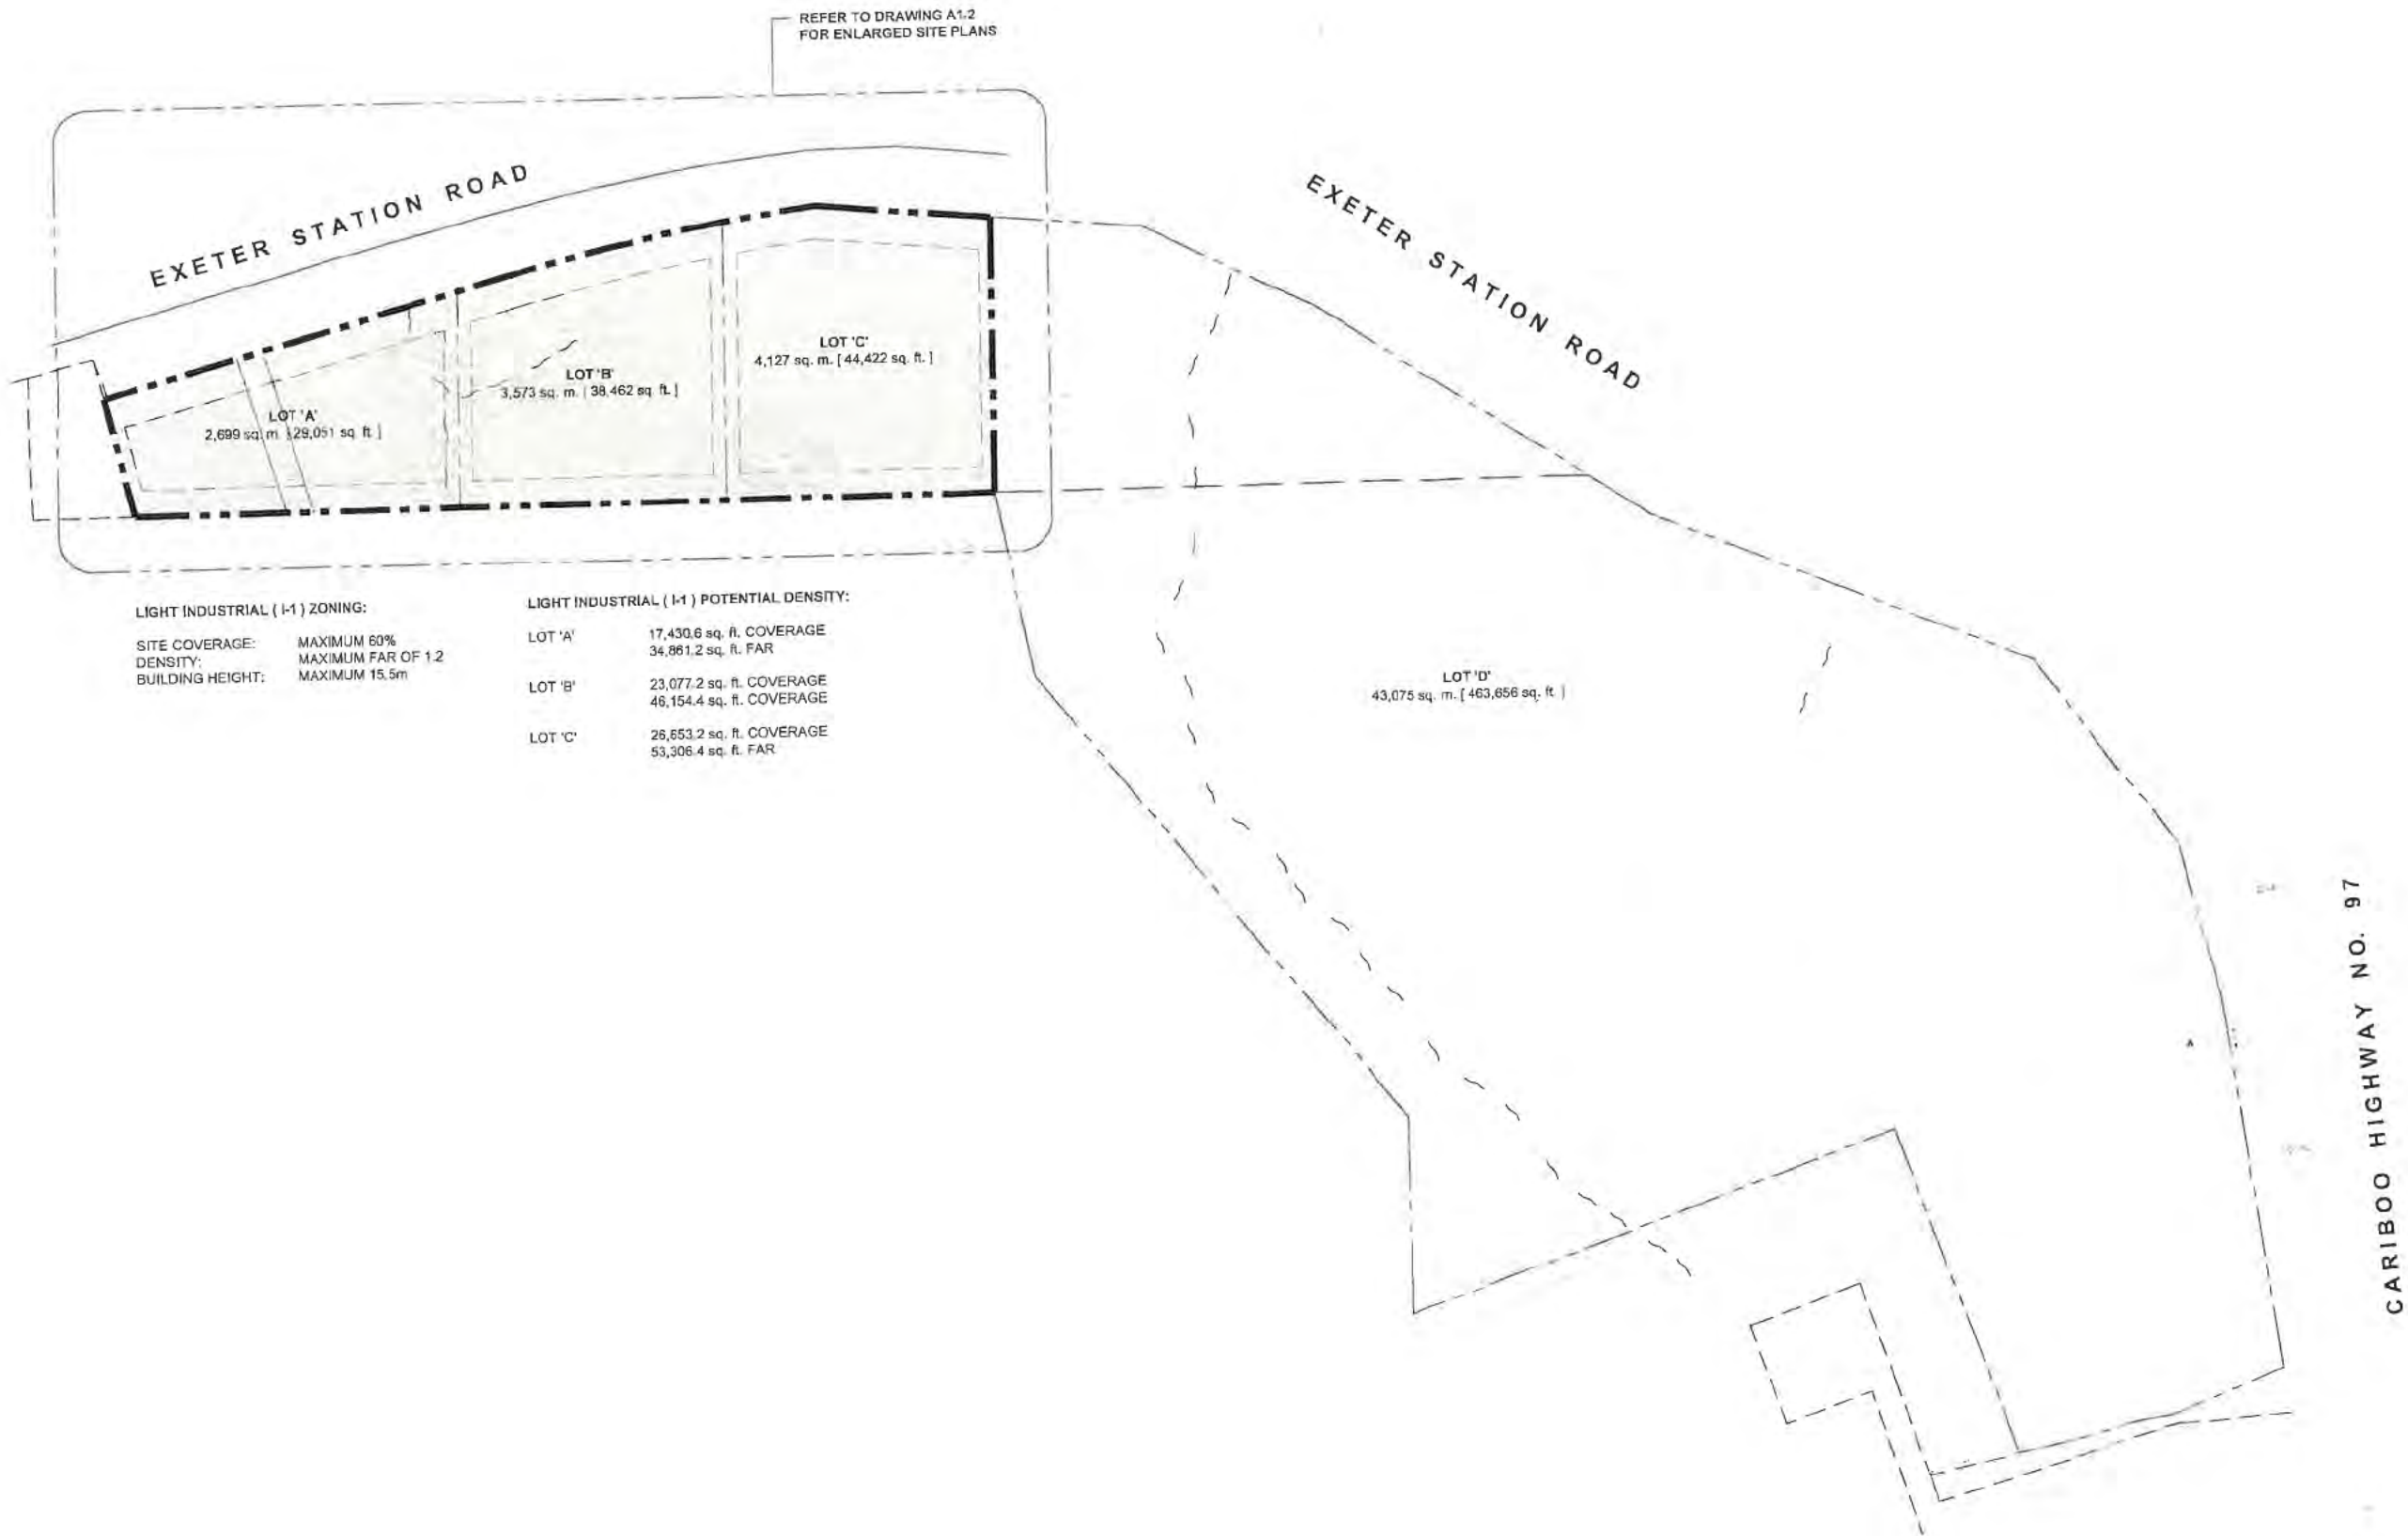 REFER TO DRAWING A1.2
FOR ENLARGED SITE PLANS
EXETER STATION ROAD
EXETER STATION ROAD
LOT 'A'
2,699 sq. m. [ 29,051 sq. ft. ]
LOT 'B'
3,573 sq. m. [ 38,462 sq. ft. ]
LOT 'C'
4,127 sq. m. [ 44,422 sq. ft. ]
LIGHT INDUSTRIAL ( I-1 ) ZONING:
SITE COVERAGE: MAXIMUM 60%
DENSITY: MAXIMUM FAR OF 1.2
BUILDING HEIGHT: MAXIMUM 15.5m
LIGHT INDUSTRIAL ( I-1 ) POTENTIAL DENSITY:
LOT 'A' 17,430.6 sq. ft. COVERAGE
34,861.2 sq. ft. FAR
LOT 'B' 23,077.2 sq. ft. COVERAGE
46,154.4 sq. ft. COVERAGE
LOT 'C' 26,653.2 sq. ft. COVERAGE
53,306.4 sq. ft. FAR
LOT 'D'
43,075 sq. m. [ 463,656 sq. ft. ]
CARIBOO HIGHWAY NO. 97